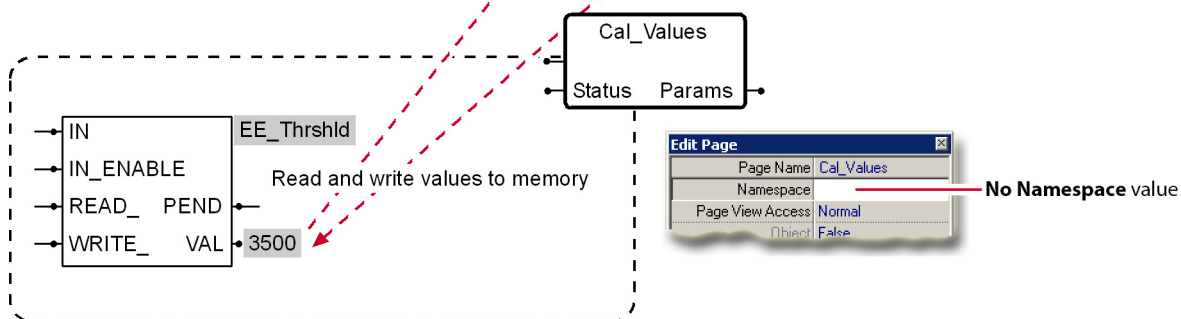 Cal_Values
Status Params
IN
EE_Thrshld
IN_ENABLE
READ_ PEND
WRITE_ VAL 3500
Read and write values to memory
Edit Page
Page Name Cal_Values
Namespace
Page View Access Normal
Object False
No Namespace value